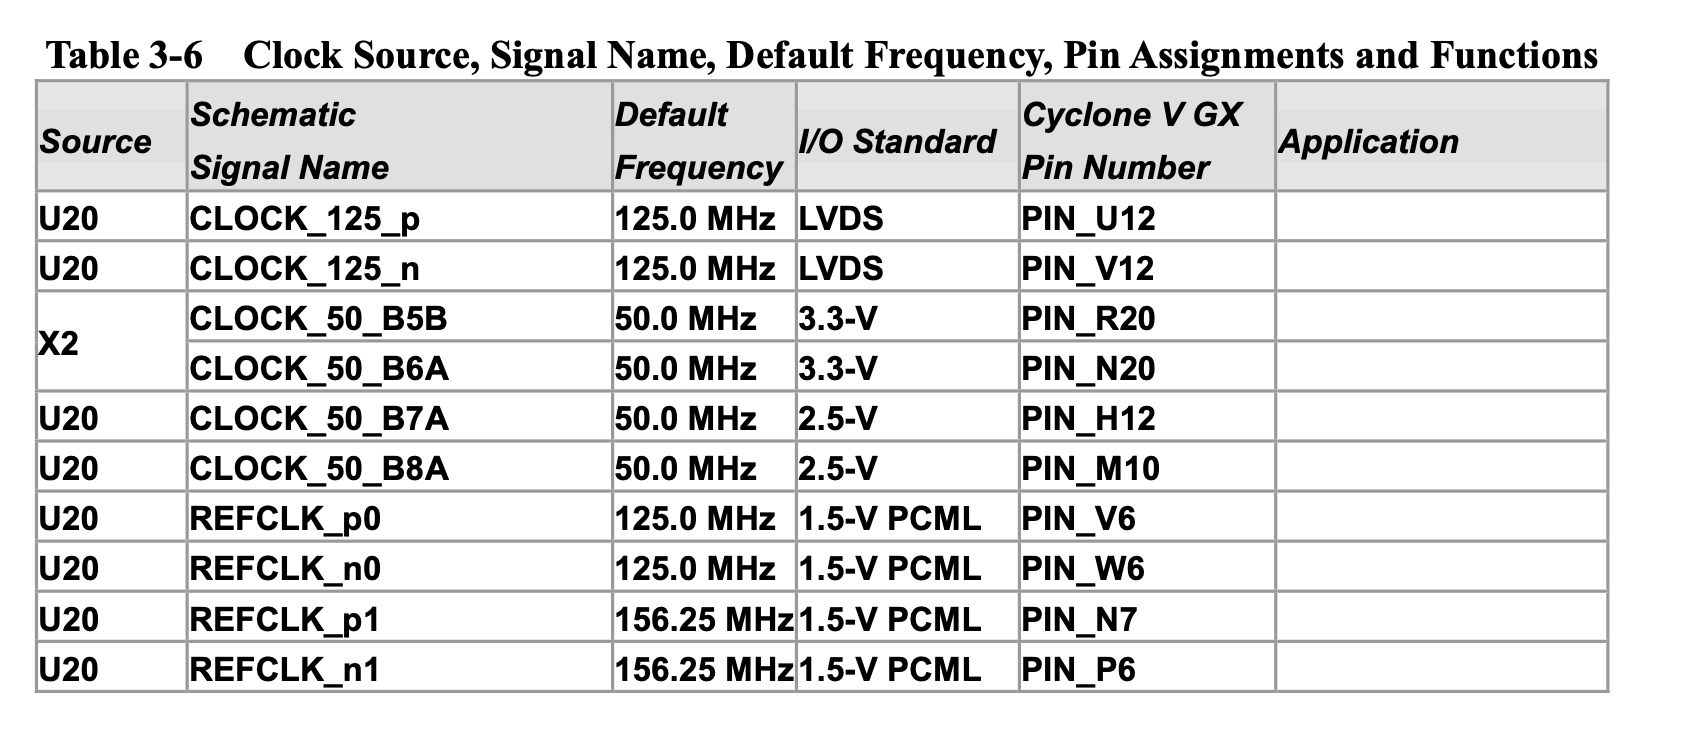 Table 3-6 Clock Source, Signal Name, Default Frequency, Pin Assignments and Functions
Source Schematic Signal Name Default Frequency I/O Standard Cyclone V GX Pin Number Application
U20 CLOCK_125_p 125.0 MHz LVDS PIN_U12
U20 CLOCK_125_n 125.0 MHz LVDS PIN_V12
X2 CLOCK_50_B5B 50.0 MHz 3.3-V PIN_R20
CLOCK_50_B6A 50.0 MHz 3.3-V PIN_N20
U20 CLOCK_50_B7A 50.0 MHz 2.5-V PIN_H12
U20 CLOCK_50_B8A 50.0 MHz 2.5-V PIN_M10
U20 REFCLK_p0 125.0 MHz 1.5-V PCML PIN_V6
U20 REFCLK_n0 125.0 MHz 1.5-V PCML PIN_W6
U20 REFCLK_p1 156.25 MHz 1.5-V PCML PIN_N7
U20 REFCLK_n1 156.25 MHz 1.5-V PCML PIN_P6